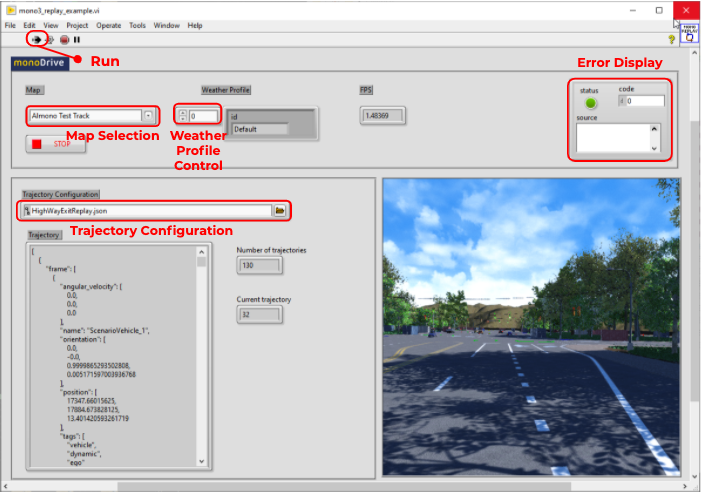 mono3_replay_example.vi
File Edit View Project Operate Tools Window Help
Run
mono
REPLAY
monoDrive
Error Display
Map
Weather Profile
FPS
status
code
Almono Test Track
0
id
Default
1.48369
0
source
Map Selection
Weather
Profile
Control
STOP
Trajectory Configuration
HighWayExitReplay.json
Trajectory Configuration
Trajectory
Number of trajectories
130
Current trajectory
32
{
{
"frame": [
{
"angular_velocity": [
0.0,
0.0,
0.0
],
"name": "ScenarioVehicle_1",
"orientation": [
0.0,
-0.0,
0.9999865293502808,
0.005171597003936768
],
"position": [
17347.66015625,
17884.673828125,
13.401420593261719
],
"tags": [
"vehicle",
"dynamic",
"ego"